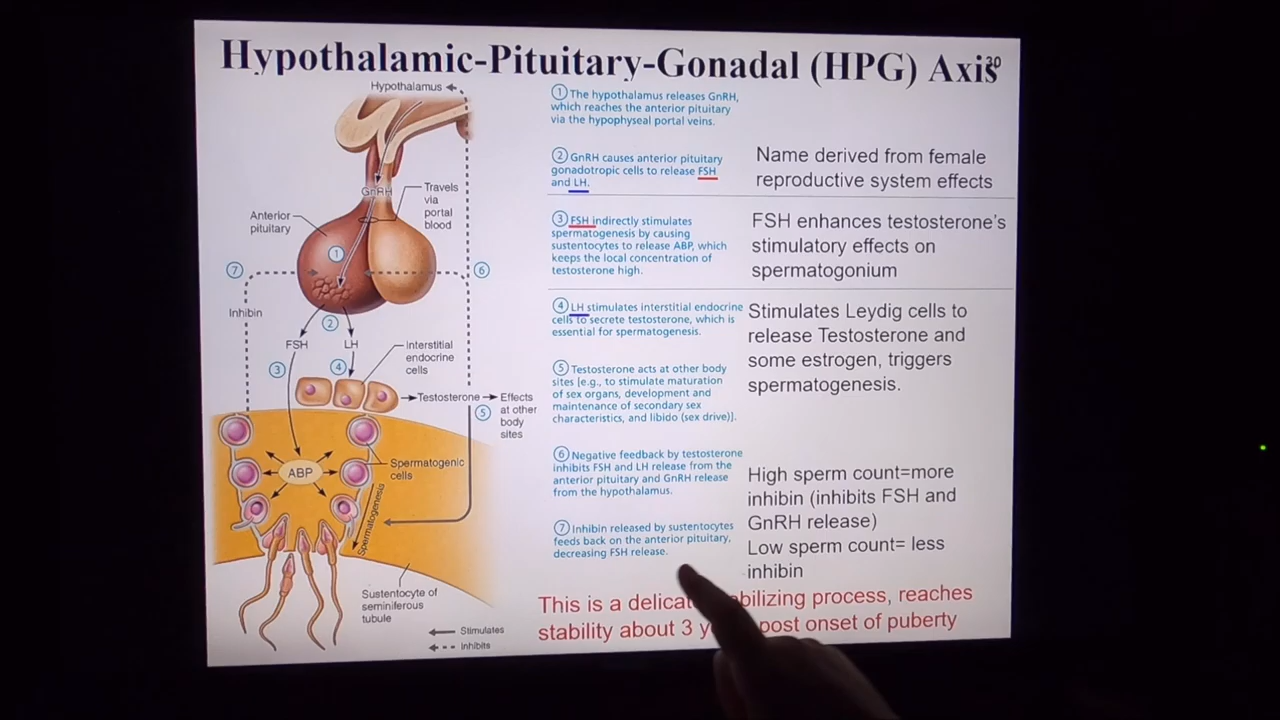 Hypothalamic-Pituitary-Gonadal (HPG) Axis
30
Hypothalamus
GnRH
Travels
via
portal
blood
Anterior
pituitary
1
7
6
Inhibin
2
FSH
LH
3
4
Interstitial
endocrine
cells
Testosterone
Effects
at other
body
sites
5
ABP
Spermatogenic
cells
Spermatogenesis
Sustentocyte of
seminiferous
tubule
Stimulates
Inhibits
1 The hypothalamus releases GnRH,
which reaches the anterior pituitary
via the hypophyseal portal veins.
2 GnRH causes anterior pituitary
gonadotropic cells to release FSH
and LH.
Name derived from female
reproductive system effects
3 FSH indirectly stimulates
spermatogenesis by causing
sustentocytes to release ABP, which
keeps the local concentration of
testosterone high.
FSH enhances testosterone's
stimulatory effects on
spermatogonium
4 LH stimulates interstitial endocrine
cells to secrete testosterone, which is
essential for spermatogenesis.
Stimulates Leydig cells to
release Testosterone and
some estrogen, triggers
spermatogenesis.
5 Testosterone acts at other body
sites [e.g., to stimulate maturation
of sex organs, development and
maintenance of secondary sex
characteristics, and libido (sex drive)].
6 Negative feedback by testosterone
inhibits FSH and LH release from the
anterior pituitary and GnRH release
from the hypothalamus.
7 Inhibin released by sustentocytes
feeds back on the anterior pituitary,
decreasing FSH release.
High sperm count=more
inhibin (inhibits FSH and
GnRH release)
Low sperm count= less
inhibin
This is a process, reaches
stability about 3 post onset of puberty